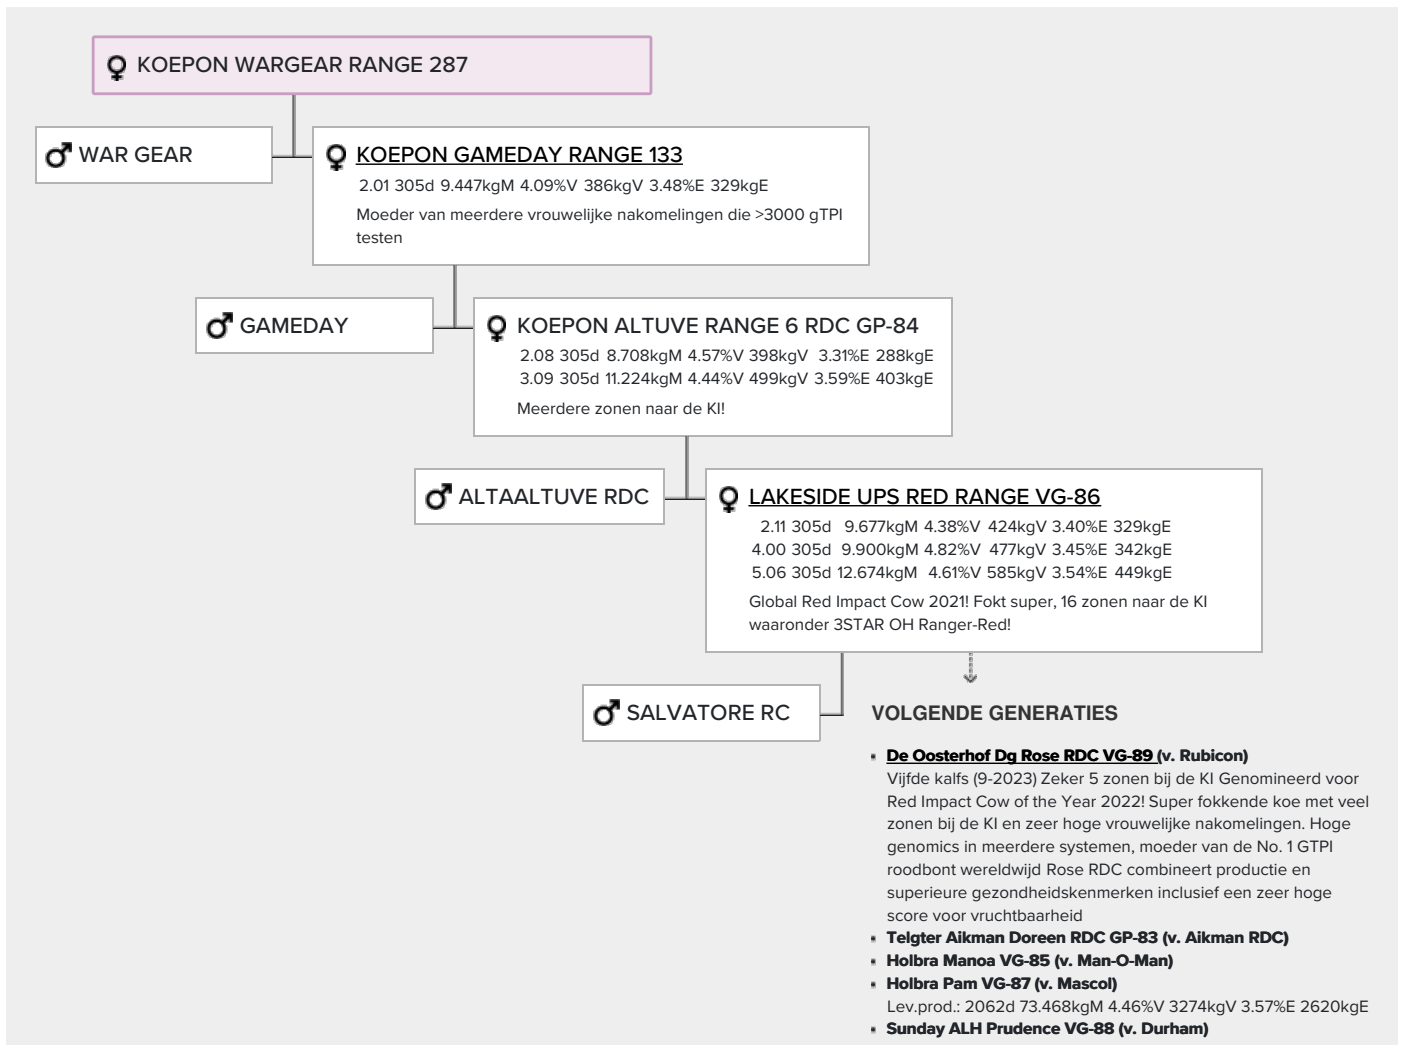 KOEPON WARGEAR RANGE 287
WAR GEAR
KOEPON GAMEDAY RANGE 133
2.01 305d 9.447kgM 4.09%V 386kgV 3.48%E 329kgE
Moeder van meerdere vrouwelijke nakomelingen die >3000 gTPI
testen
GAMEDAY
KOEPON ALTUVE RANGE 6 RDC GP-84
2.08 305d 8.708kgM 4.57%V 398kgV 3.31%E 288kgE
3.09 305d 11.224kgM 4.44%V 499kgV 3.59%E 403kgE
Meerdere zonen naar de KI!
ALTAALTUVE RDC
LAKESIDE UPS RED RANGE VG-86
2.11 305d 9.677kgM 4.38%V 424kgV 3.40%E 329kgE
4.00 305d 9.900kgM 4.82%V 477kgV 3.45%E 342kgE
5.06 305d 12.674kgM 4.61%V 585kgV 3.54%E 449kgE
Global Red Impact Cow 2021! Fokt super, 16 zonen naar de KI
waaronder 3STAR OH Ranger-Red!
SALVATORE RC
VOLGENDE GENERATIES
De Oosterhof Dg Rose RDC VG-89 (v. Rubicon)
Vijfde kalfs (9-2023) Zeker 5 zonen bij de KI Genomineerd voor
Red Impact Cow of the Year 2022! Super fokkende koe met veel
zonen bij de KI en zeer hoge vrouwelijke nakomelingen. Hoge
genomics in meerdere systemen, moeder van de No. 1 GTPI
roodbont wereldwijd Rose RDC combineert productie en
superieure gezondheidskenmerken inclusief een zeer hoge
score voor vruchtbaarheid
Telgter Aikman Doreen RDC GP-83 (v. Aikman RDC)
Holbra Manoa VG-85 (v. Man-O-Man)
Holbra Pam VG-87 (v. Mascol)
Lev.prod.: 2062d 73.468kgM 4.46%V 3274kgV 3.57%E 2620kgE
Sunday ALH Prudence VG-88 (v. Durham)